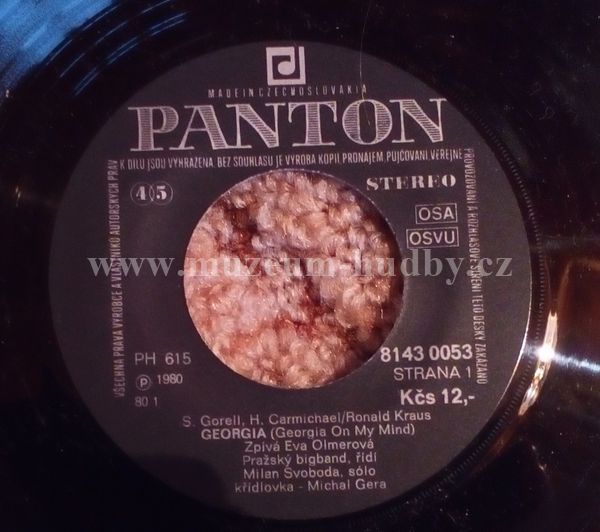 MADE IN CZECHOSLOVAKIA
PANTON
VŠECHNA PRÁVA VÝROBCE A VLASTNÍKŮ AUTORSKÝCH PRÁV
K DÍLU JSOU VYHRAZENA. BEZ SOUHLASU JE VÝROBA KOPIÍ, PRONÁJEM, PŮJČOVÁNÍ, VEŘEJNÉ
PROVOZOVÁNÍ A ROZHLASOVÉ ŠÍŘENÍ TÉTO DESKY ZAKÁZÁNO
45
STEREO
OSA
OSVU
www.muzeum-hudby.cz
PH 615
8143 0053
Ⓟ 1980
STRANA 1
80 1
Kčs 12,-
S. Gorell, H. Carmichael/Ronald Kraus
GEORGIA (Georgia On My Mind)
Zpívá Eva Olmerová
Pražský bigband, řídí
Milan Svoboda, sólo
křídlovka - Michal Gera